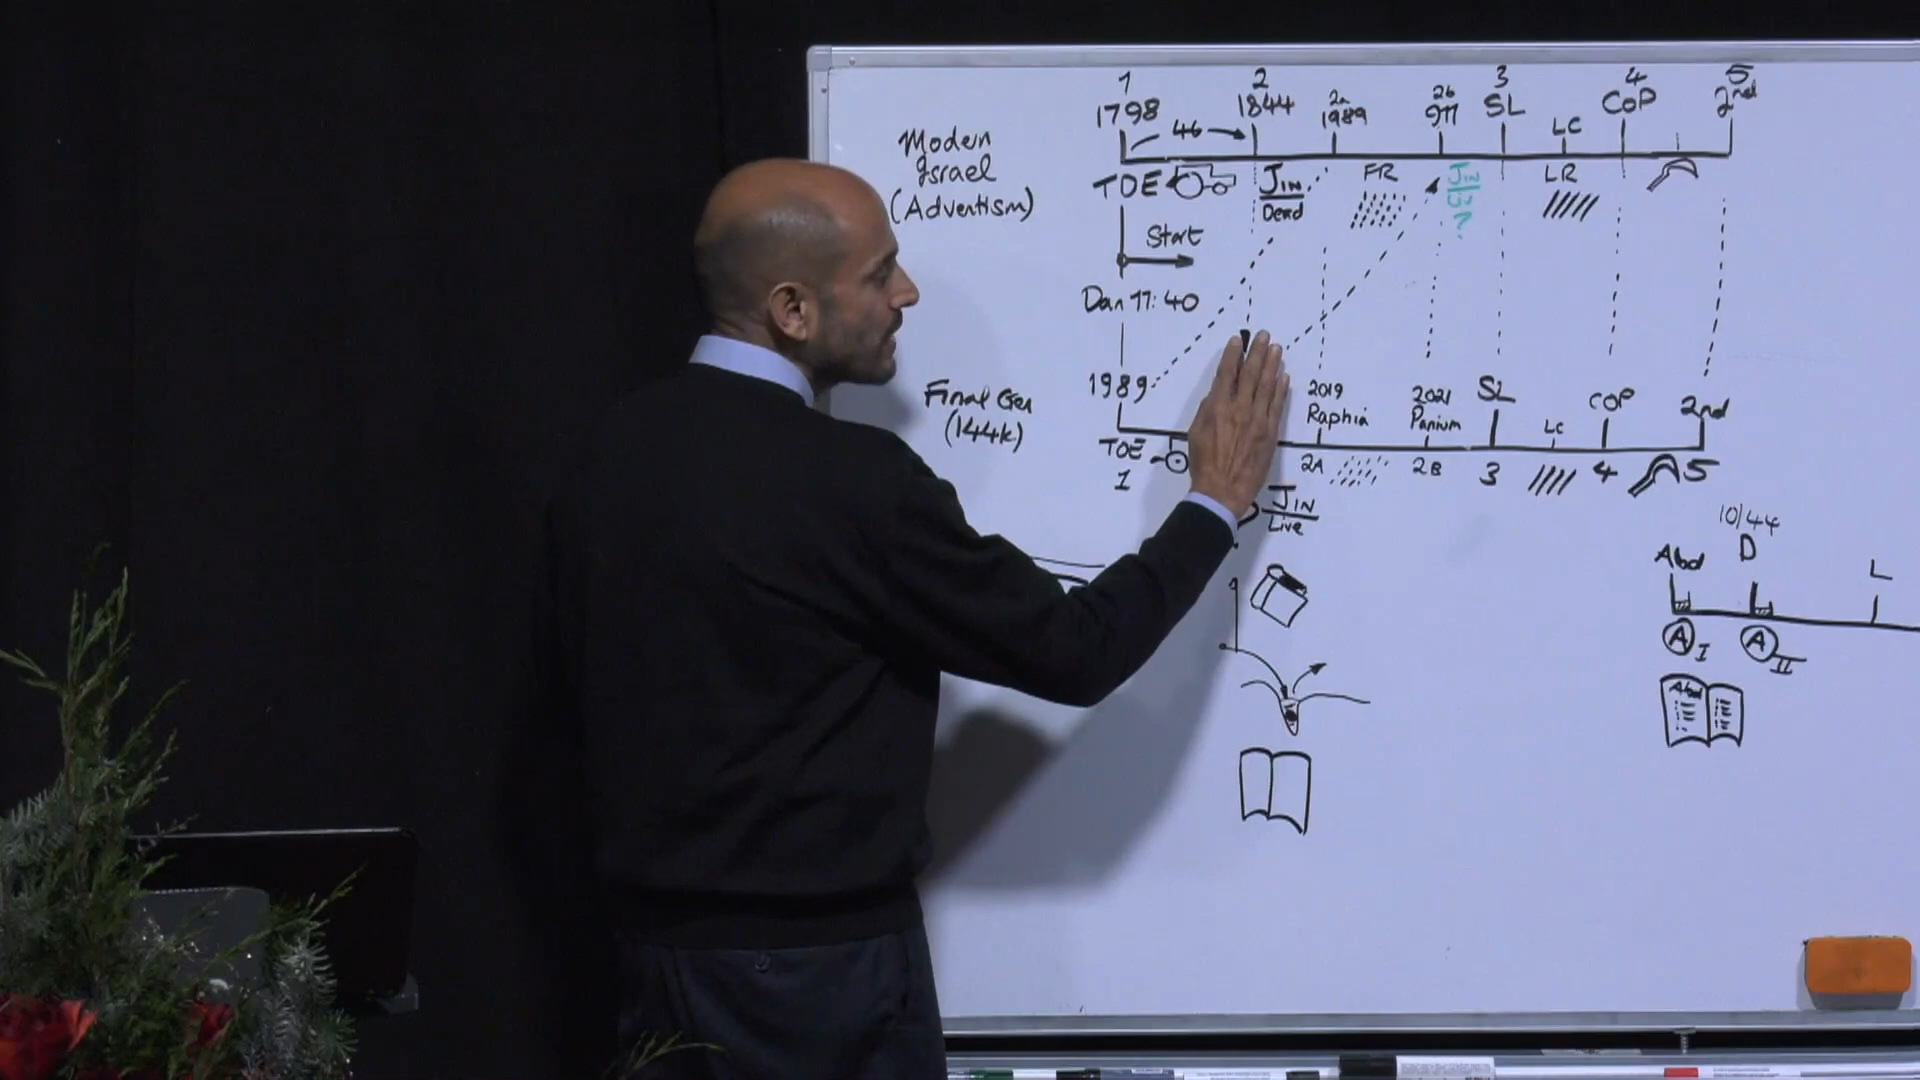 1 2 2a 2b 3 4 5
1798 1844 1989 911 SL COP 2nd
46 LC
Modern
Israel
(Adventism)
TOE JIN FR LR
Dead
Start
Dan 11:40
1989 2019 2021 SL COP 2nd
Raphia Panium LC
Final Gen
(144k)
TOE 2A 2B 3 4 5
1
JIN
Live
10/44
Abd D L
A I A II
Abd